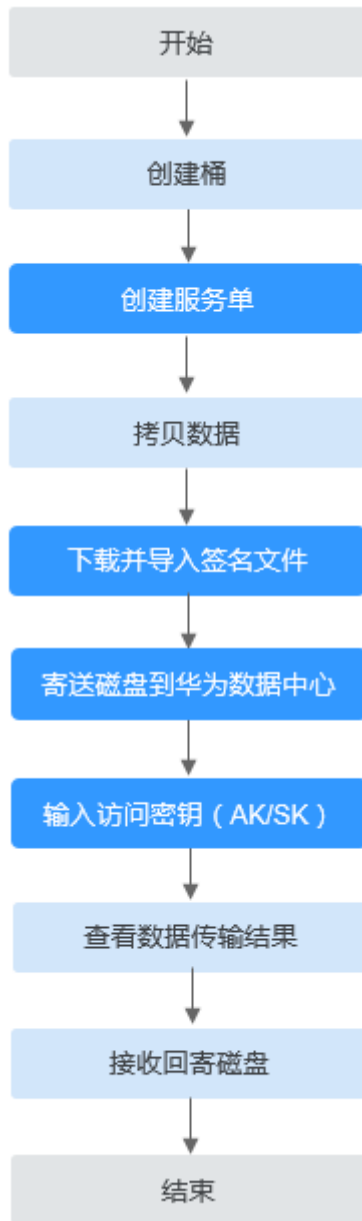 开始
创建桶
创建服务单
拷贝数据
下载并导入签名文件
寄送磁盘到华为数据中心
输入访问密钥（AK/SK）
查看数据传输结果
接收回寄磁盘
结束